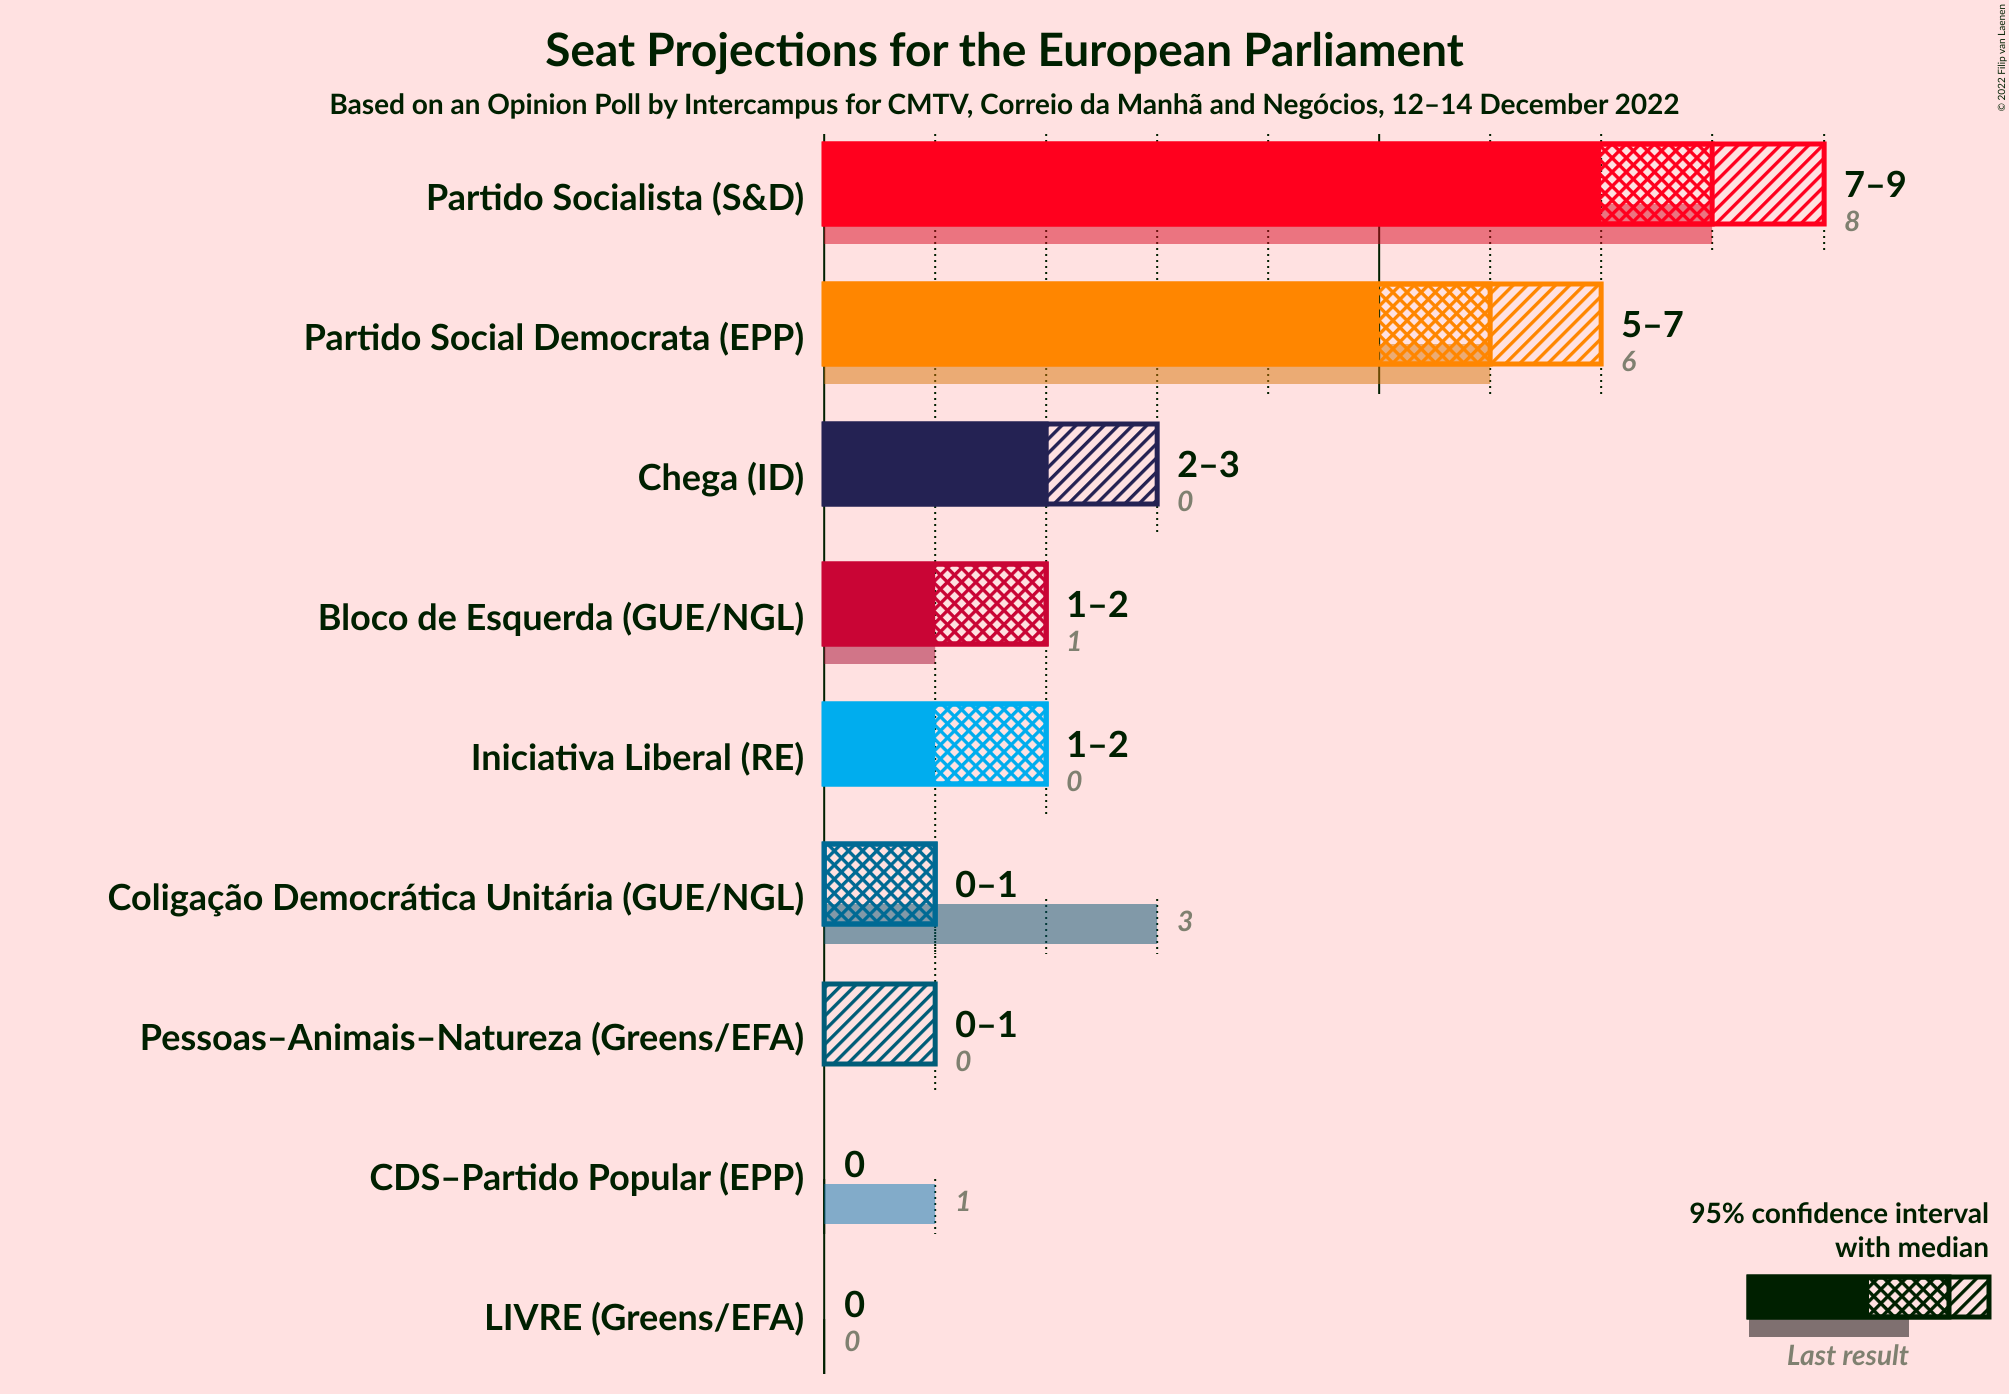 Seat Projections for the European Parliament
Based on an Opinion Poll by Intercampus for CMTV, Correio da Manhã and Negócios, 12–14 December 2022
© 2022 Filip van Laenen
Partido Socialista (S&D)
7–9
8
Partido Social Democrata (EPP)
5–7
6
Chega (ID)
2–3
0
Bloco de Esquerda (GUE/NGL)
1–2
1
Iniciativa Liberal (RE)
1–2
0
Coligação Democrática Unitária (GUE/NGL)
0–1
3
Pessoas–Animais–Natureza (Greens/EFA)
0–1
0
CDS–Partido Popular (EPP)
0
1
LIVRE (Greens/EFA)
0
0
95% confidence interval
with median
Last result